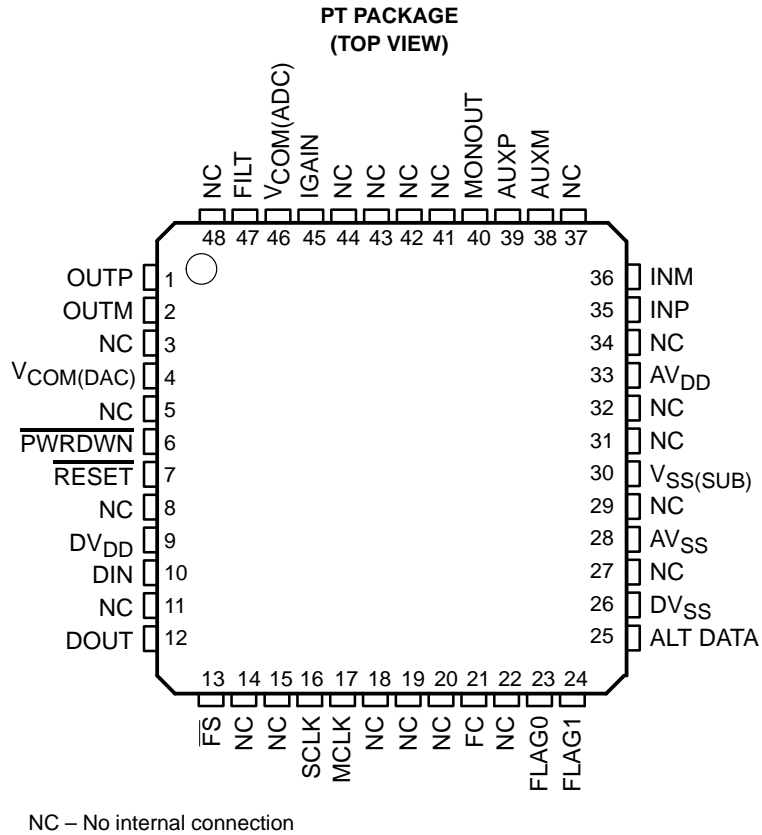 PT PACKAGE
(TOP VIEW)
NC
FILT
VCOM(ADC)
IGAIN
NC
NC
NC
NC
MONOUT
AUXP
AUXM
NC
48 47 46 45 44 43 42 41 40 39 38 37
OUTP 1
OUTM 2
NC 3
VCOM(DAC) 4
NC 5
PWRDWN 6
RESET 7
NC 8
DVDD 9
DIN 10
NC 11
DOUT 12
36 INM
35 INP
34 NC
33 AVDD
32 NC
31 NC
30 VSS(SUB)
29 NC
28 AVSS
27 NC
26 DVSS
25 ALT DATA
13 14 15 16 17 18 19 20 21 22 23 24
FS
NC
NC
SCLK
MCLK
NC
NC
NC
FC
NC
FLAG0
FLAG1
NC – No internal connection